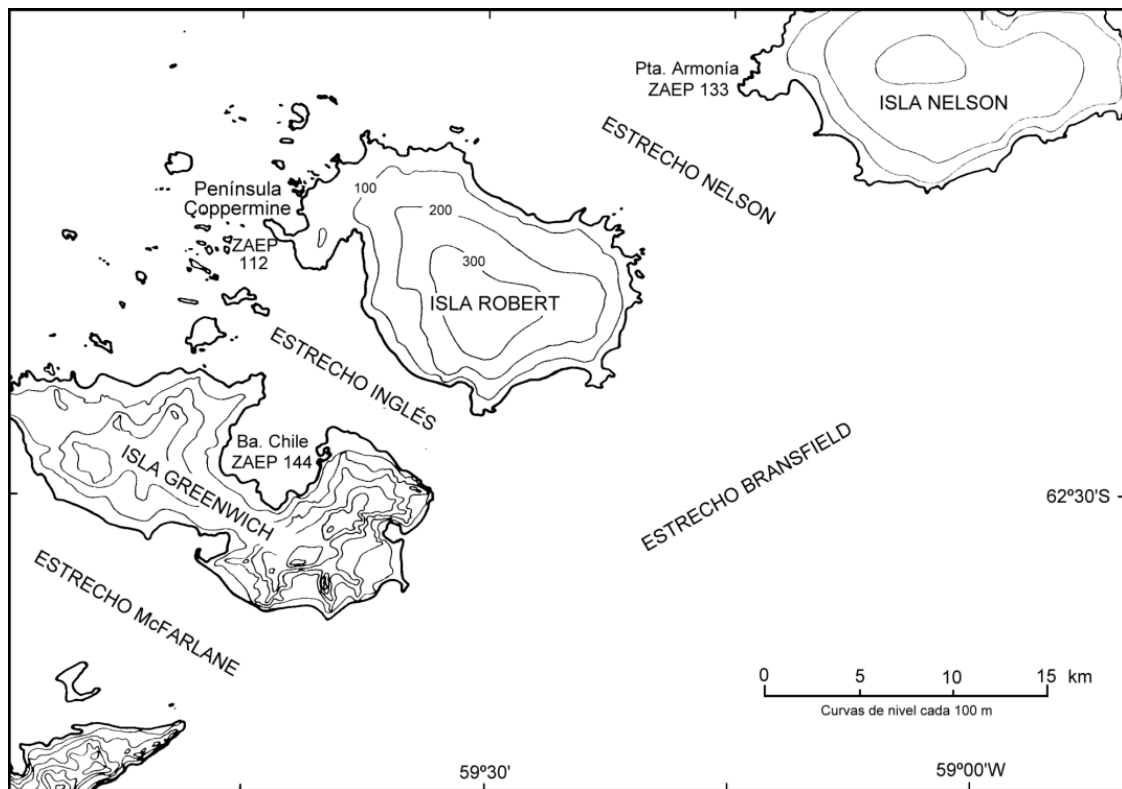 Pta. Armonía
ZAEP 133
ISLA NELSON
ESTRECHO NELSON
Península
Coppermine
ZAEP
112
100
200
300
ISLA ROBERT
ESTRECHO INGLÉS
Ba. Chile
ZAEP 144
ISLA GREENWICH
ESTRECHO BRANSFIELD
62º30'S
ESTRECHO McFARLANE
0 5 10 15 km
Curvas de nivel cada 100 m
59º30'
59º00'W